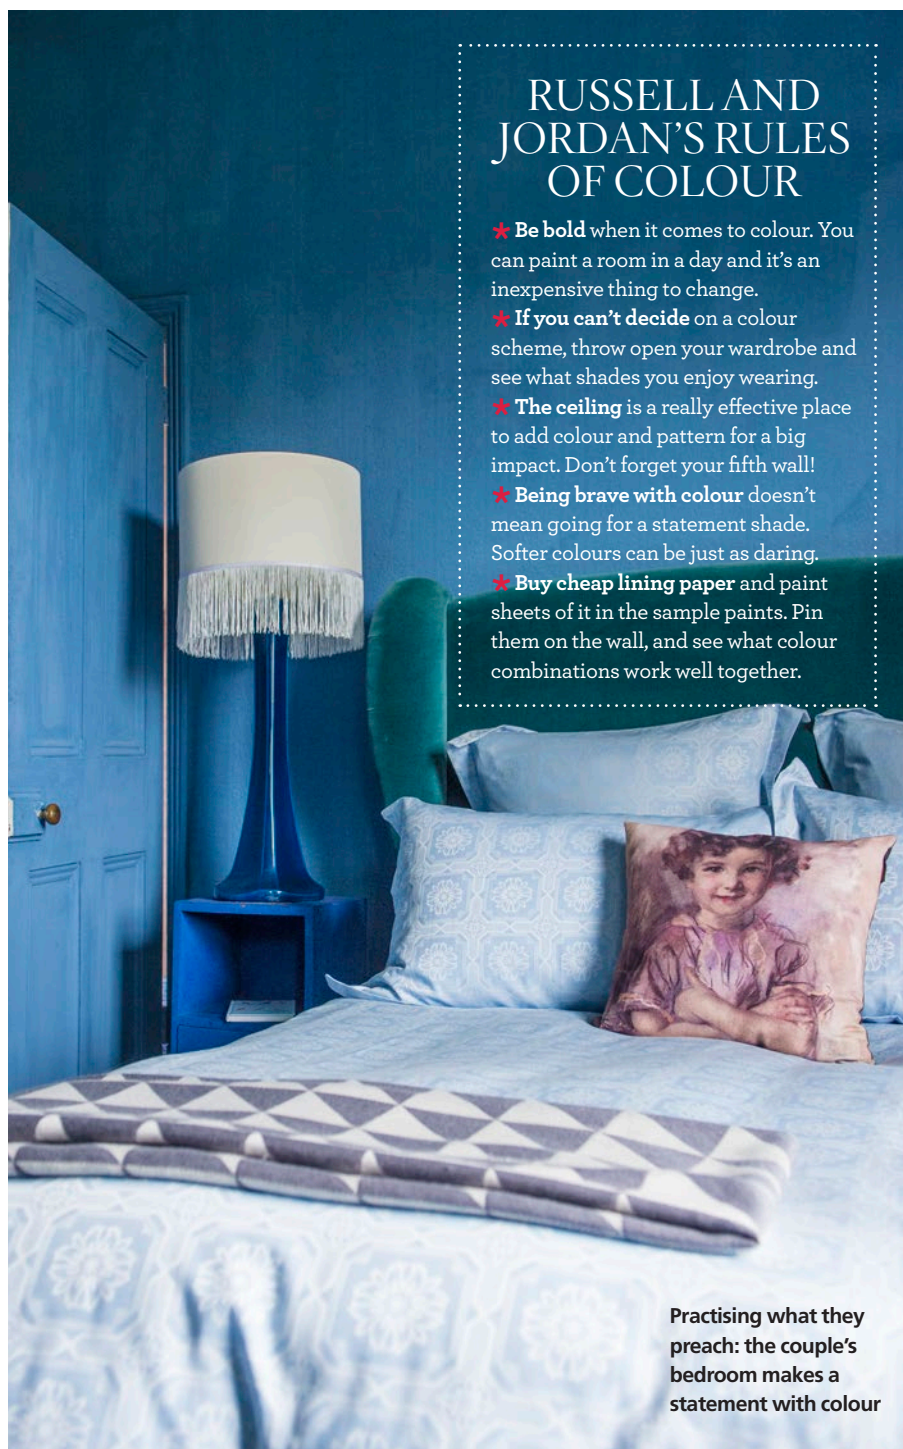 RUSSELL AND
JORDAN'S RULES
OF COLOUR
* Be bold when it comes to colour. You
can paint a room in a day and it's an
inexpensive thing to change.
* If you can't decide on a colour
scheme, throw open your wardrobe and
see what shades you enjoy wearing.
* The ceiling is a really effective place
to add colour and pattern for a big
impact. Don't forget your fifth wall!
* Being brave with colour doesn't
mean going for a statement shade.
Softer colours can be just as daring.
* Buy cheap lining paper and paint
sheets of it in the sample paints. Pin
them on the wall, and see what colour
combinations work well together.
Practising what they
preach: the couple's
bedroom makes a
statement with colour